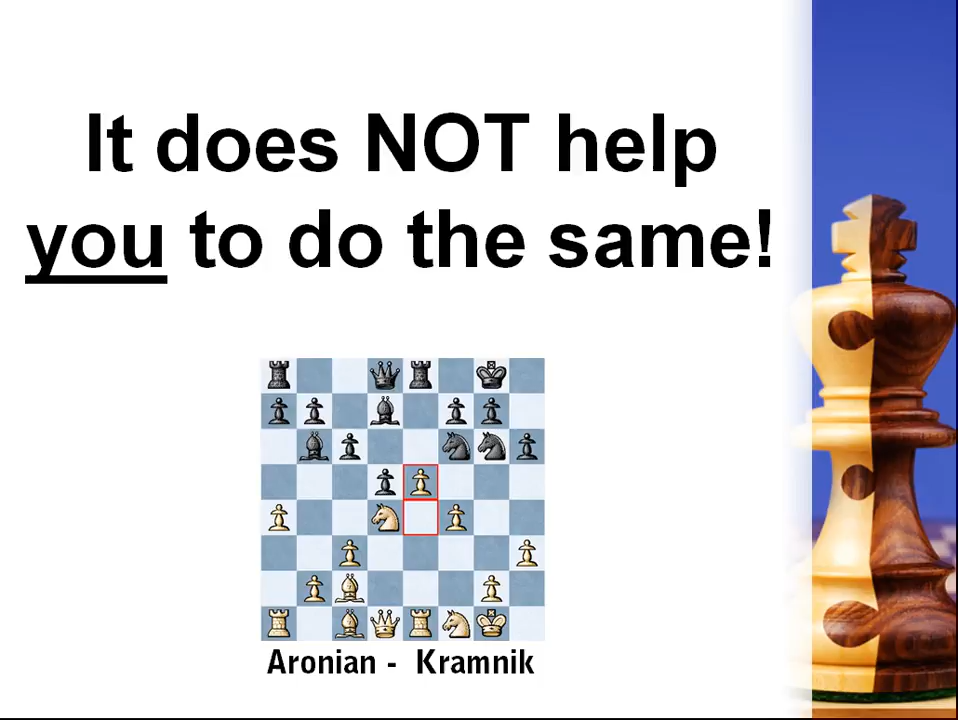 It does NOT help
you to do the same!
Aronian - Kramnik